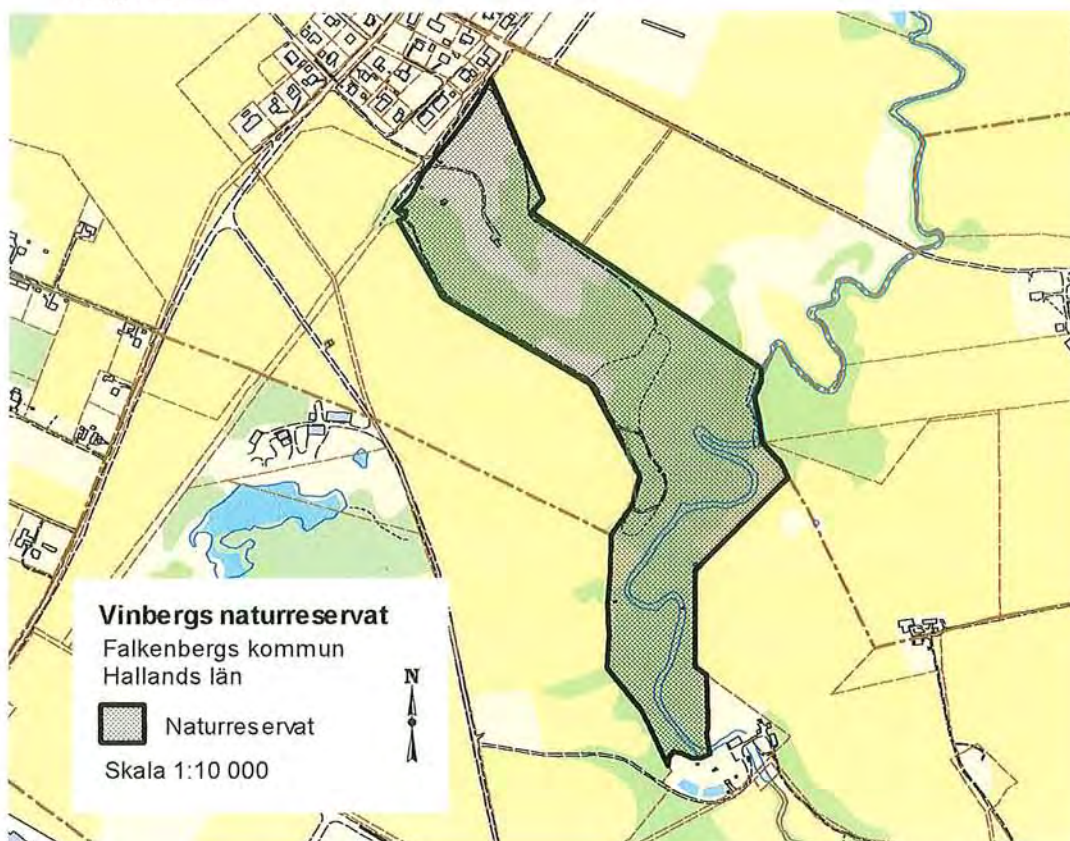 Vinbergs naturreservat
Falkenbergs kommun
Hallands län
N
Naturreservat
Skala 1:10 000